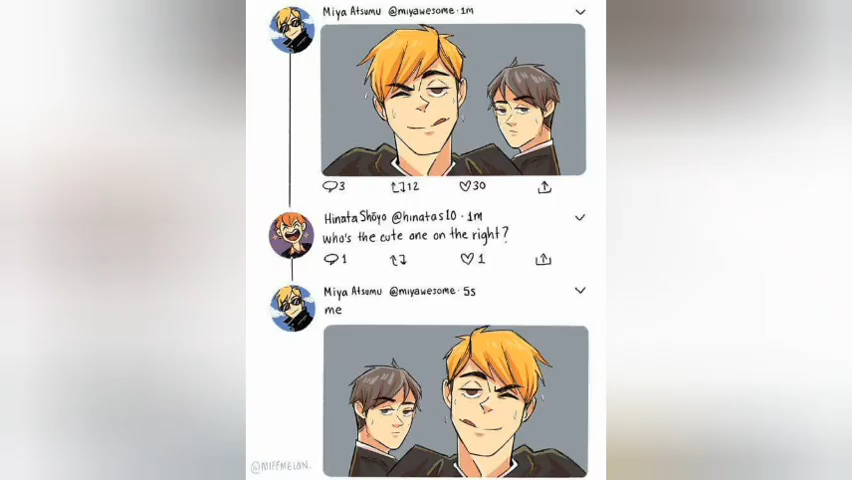 Miya Atsumu @miyawesome · 1m
3 12 30
Hinata Shōyo @hinatas10 · 1m
who's the cute one on the right?
1 1
Miya Atsumu @miyawesome · 5s
me
@MIFFMELON.